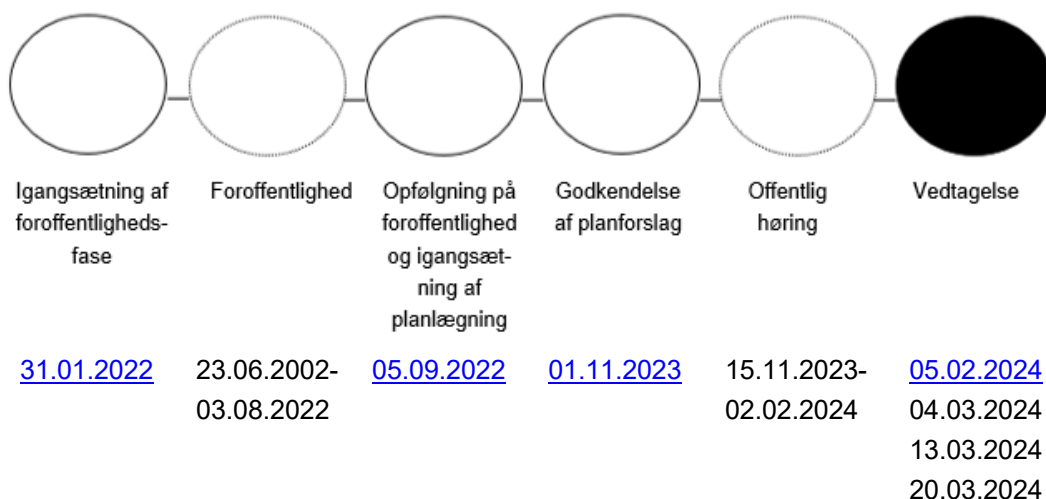 Igangsætning af
foroffentligheds-
fase
Foroffentlighed
Opfølgning på
foroffentlighed
og igangsæt-
ning af
planlægning
Godkendelse
af planforslag
Offentlig
høring
Vedtagelse
31.01.2022
23.06.2002-
03.08.2022
05.09.2022
01.11.2023
15.11.2023-
02.02.2024
05.02.2024
04.03.2024
13.03.2024
20.03.2024